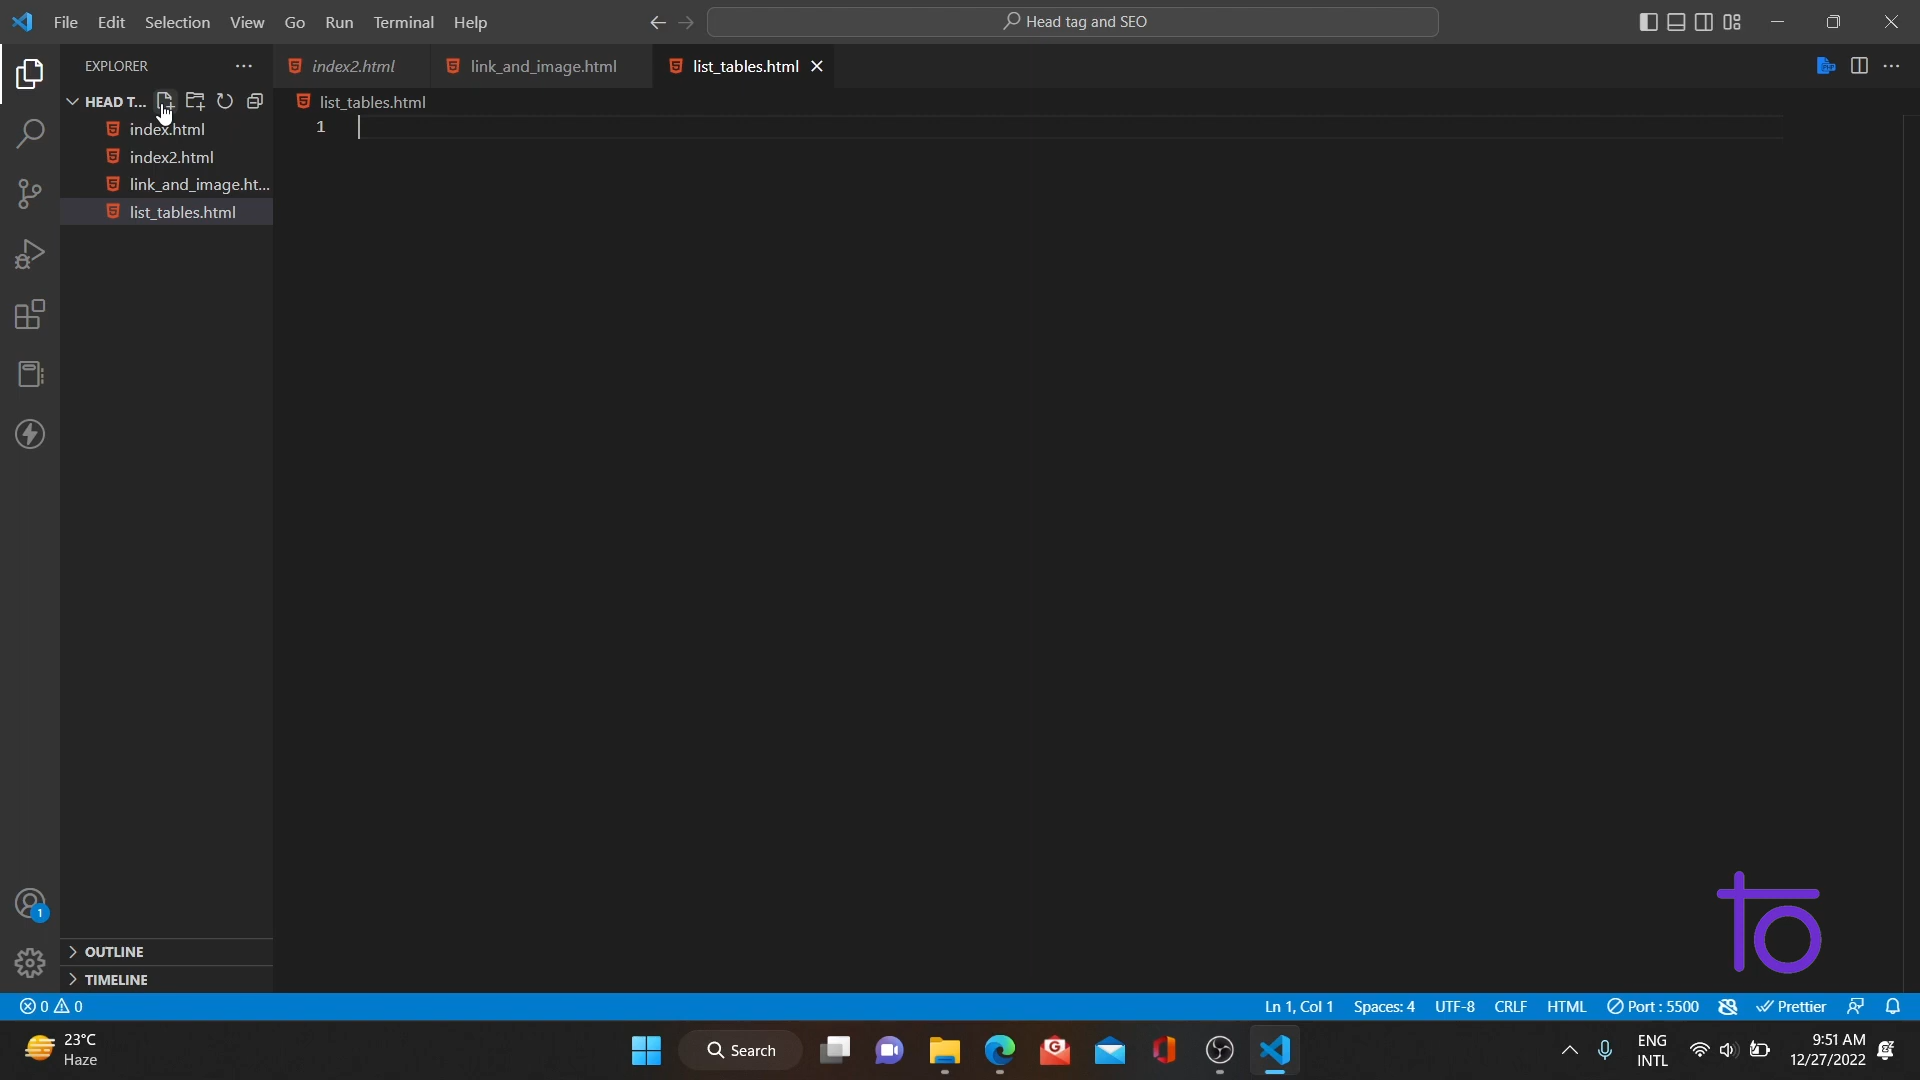 File Edit Selection View Go Run Terminal Help
Head tag and SEO
EXPLORER
index2.html
link_and_image.html
list_tables.html
HEAD T...
list_tables.html
index.html
index2.html
link_and_image.ht...
list_tables.html
1
1
OUTLINE
TIMELINE
0 0
Ln 1, Col 1 Spaces: 4 UTF-8 CRLF HTML Port : 5500 Prettier
23°C
Haze
Search
ENG
INTL
9:51 AM
12/27/2022
to